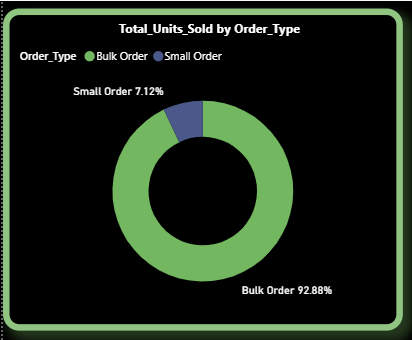 Total_Units_Sold by Order_Type
Order_Type Bulk Order Small Order
Small Order 7.12%
Bulk Order 92.88%